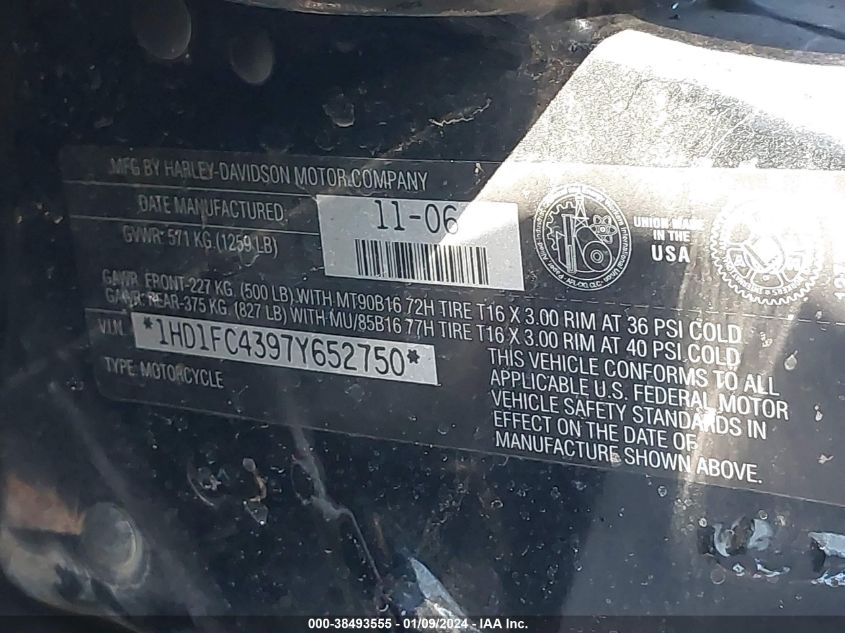 MFG BY HARLEY-DAVIDSON MOTOR COMPANY
DATE MANUFACTURED: 11-06
GVWR: 571 KG (1259 LB)
UNION MADE
IN THE
USA
GAWR: FRONT-227 KG. (500 LB) WITH MT90B16 72H TIRE T16 X 3.00 RIM AT 36 PSI COLD
GAWR: REAR-375 KG. (827 LB) WITH MU/85B16 77H TIRE T16 X 3.00 RIM AT 40 PSI COLD
V.I.N. *1HD1FC4397Y652750*
TYPE: MOTORCYCLE
THIS VEHICLE CONFORMS TO ALL
APPLICABLE U.S. FEDERAL MOTOR
VEHICLE SAFETY STANDARDS IN
EFFECT ON THE DATE OF
MANUFACTURE SHOWN ABOVE.
000-38493555 - 01/09/2024 - IAA Inc.